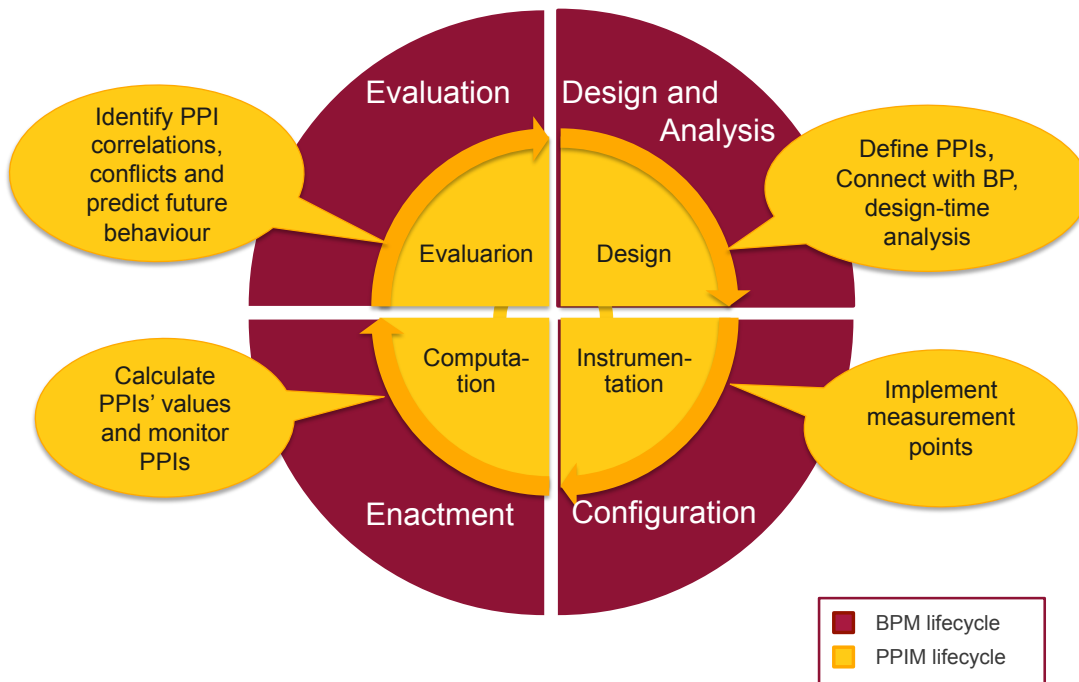 Evaluation
Design and
Analysis
Identify PPI
correlations,
conflicts and
predict future
behaviour
Define PPIs,
Connect with BP,
design-time
analysis
Evaluarion
Design
Computa-
tion
Instrumen-
tation
Calculate
PPIs’ values
and monitor
PPIs
Implement
measurement
points
Enactment
Configuration
BPM lifecycle
PPIM lifecycle